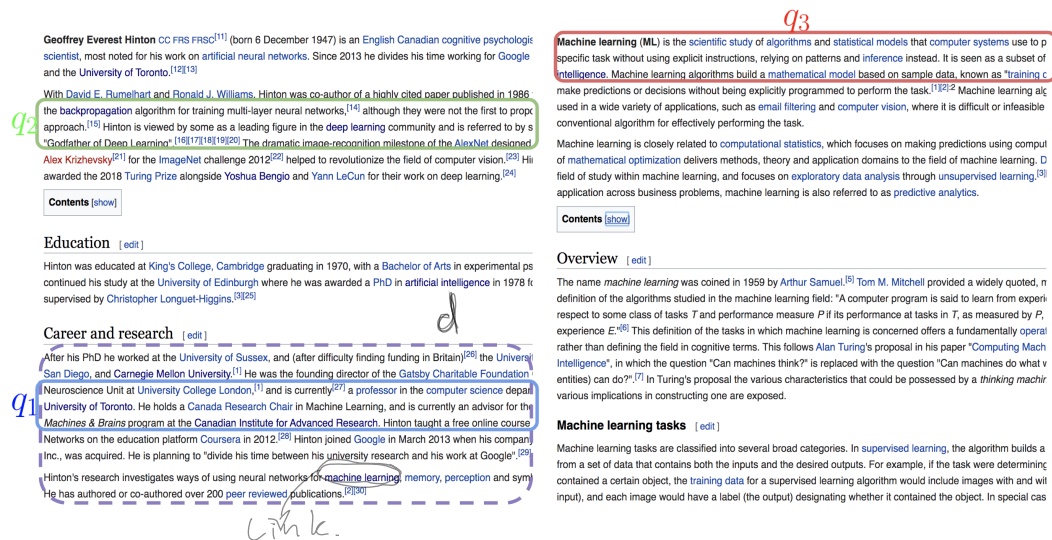 Geoffrey Everest Hinton CC FRS FRSC[11] (born 6 December 1947) is an English Canadian cognitive psychologis
scientist, most noted for his work on artificial neural networks. Since 2013 he divides his time working for Google
and the University of Toronto.[12][13]
With David E. Rumelhart and Ronald J. Williams, Hinton was co-author of a highly cited paper published in 1986
q2
the backpropagation algorithm for training multi-layer neural networks,[14] although they were not the first to propo
approach.[15] Hinton is viewed by some as a leading figure in the deep learning community and is referred to by s
"Godfather of Deep Learning".[16][17][18][19][20] The dramatic image-recognition milestone of the AlexNet designed
Alex Krizhevsky[21] for the ImageNet challenge 2012[22] helped to revolutionize the field of computer vision.[23] Hi
awarded the 2018 Turing Prize alongside Yoshua Bengio and Yann LeCun for their work on deep learning.[24]
Contents [show]
Education [ edit ]
Hinton was educated at King's College, Cambridge graduating in 1970, with a Bachelor of Arts in experimental ps
continued his study at the University of Edinburgh where he was awarded a PhD in artificial intelligence in 1978 fo
supervised by Christopher Longuet-Higgins.[3][25]
d
Career and research [ edit ]
After his PhD he worked at the University of Sussex, and (after difficulty finding funding in Britain)[26] the Universi
San Diego, and Carnegie Mellon University.[1] He was the founding director of the Gatsby Charitable Foundation
q1
Neuroscience Unit at University College London,[1] and is currently[27] a professor in the computer science depar
University of Toronto. He holds a Canada Research Chair in Machine Learning, and is currently an advisor for the
Machines & Brains program at the Canadian Institute for Advanced Research. Hinton taught a free online course
Networks on the education platform Coursera in 2012.[28] Hinton joined Google in March 2013 when his company
Inc., was acquired. He is planning to "divide his time between his university research and his work at Google".[29]
Hinton's research investigates ways of using neural networks for machine learning, memory, perception and sym
He has authored or co-authored over 200 peer reviewed publications.[2][30]
Link.
q3
Machine learning (ML) is the scientific study of algorithms and statistical models that computer systems use to p
specific task without using explicit instructions, relying on patterns and inference instead. It is seen as a subset of
intelligence. Machine learning algorithms build a mathematical model based on sample data, known as "training d
make predictions or decisions without being explicitly programmed to perform the task.[1][2]:2 Machine learning alg
used in a wide variety of applications, such as email filtering and computer vision, where it is difficult or infeasible
conventional algorithm for effectively performing the task.
Machine learning is closely related to computational statistics, which focuses on making predictions using comput
of mathematical optimization delivers methods, theory and application domains to the field of machine learning. D
field of study within machine learning, and focuses on exploratory data analysis through unsupervised learning.[3]
application across business problems, machine learning is also referred to as predictive analytics.
Contents [show]
Overview [ edit ]
The name machine learning was coined in 1959 by Arthur Samuel.[5] Tom M. Mitchell provided a widely quoted, m
definition of the algorithms studied in the machine learning field: "A computer program is said to learn from experi
respect to some class of tasks T and performance measure P if its performance at tasks in T, as measured by P,
experience E."[6] This definition of the tasks in which machine learning is concerned offers a fundamentally operat
rather than defining the field in cognitive terms. This follows Alan Turing's proposal in his paper "Computing Mach
Intelligence", in which the question "Can machines think?" is replaced with the question "Can machines do what w
entities) can do?".[7] In Turing's proposal the various characteristics that could be possessed by a thinking machin
various implications in constructing one are exposed.
Machine learning tasks [ edit ]
Machine learning tasks are classified into several broad categories. In supervised learning, the algorithm builds a
from a set of data that contains both the inputs and the desired outputs. For example, if the task were determining
contained a certain object, the training data for a supervised learning algorithm would include images with and wit
input), and each image would have a label (the output) designating whether it contained the object. In special cas